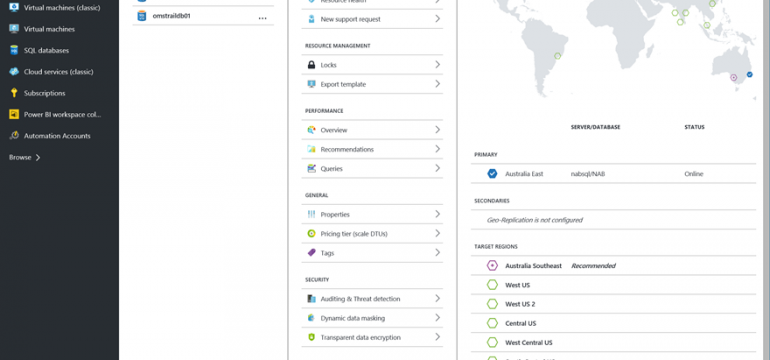 Virtual machines (classic)
Virtual machines
SQL databases
Cloud services (classic)
Subscriptions
Power BI workspace col...
Automation Accounts
Browse
omstraildb01
...
Resource health
New support request
RESOURCE MANAGEMENT
Locks
Export template
PERFORMANCE
Overview
Recommendations
Queries
GENERAL
Properties
Pricing tier (scale DTUs)
Tags
SECURITY
Auditing & Threat detection
Dynamic data masking
Transparent data encryption
SERVER/DATABASE STATUS
PRIMARY
Australia East nabsql/NAB Online
SECONDARIES
Geo-Replication is not configured
TARGET REGIONS
Australia Southeast Recommended
West US
West US 2
Central US
West Central US